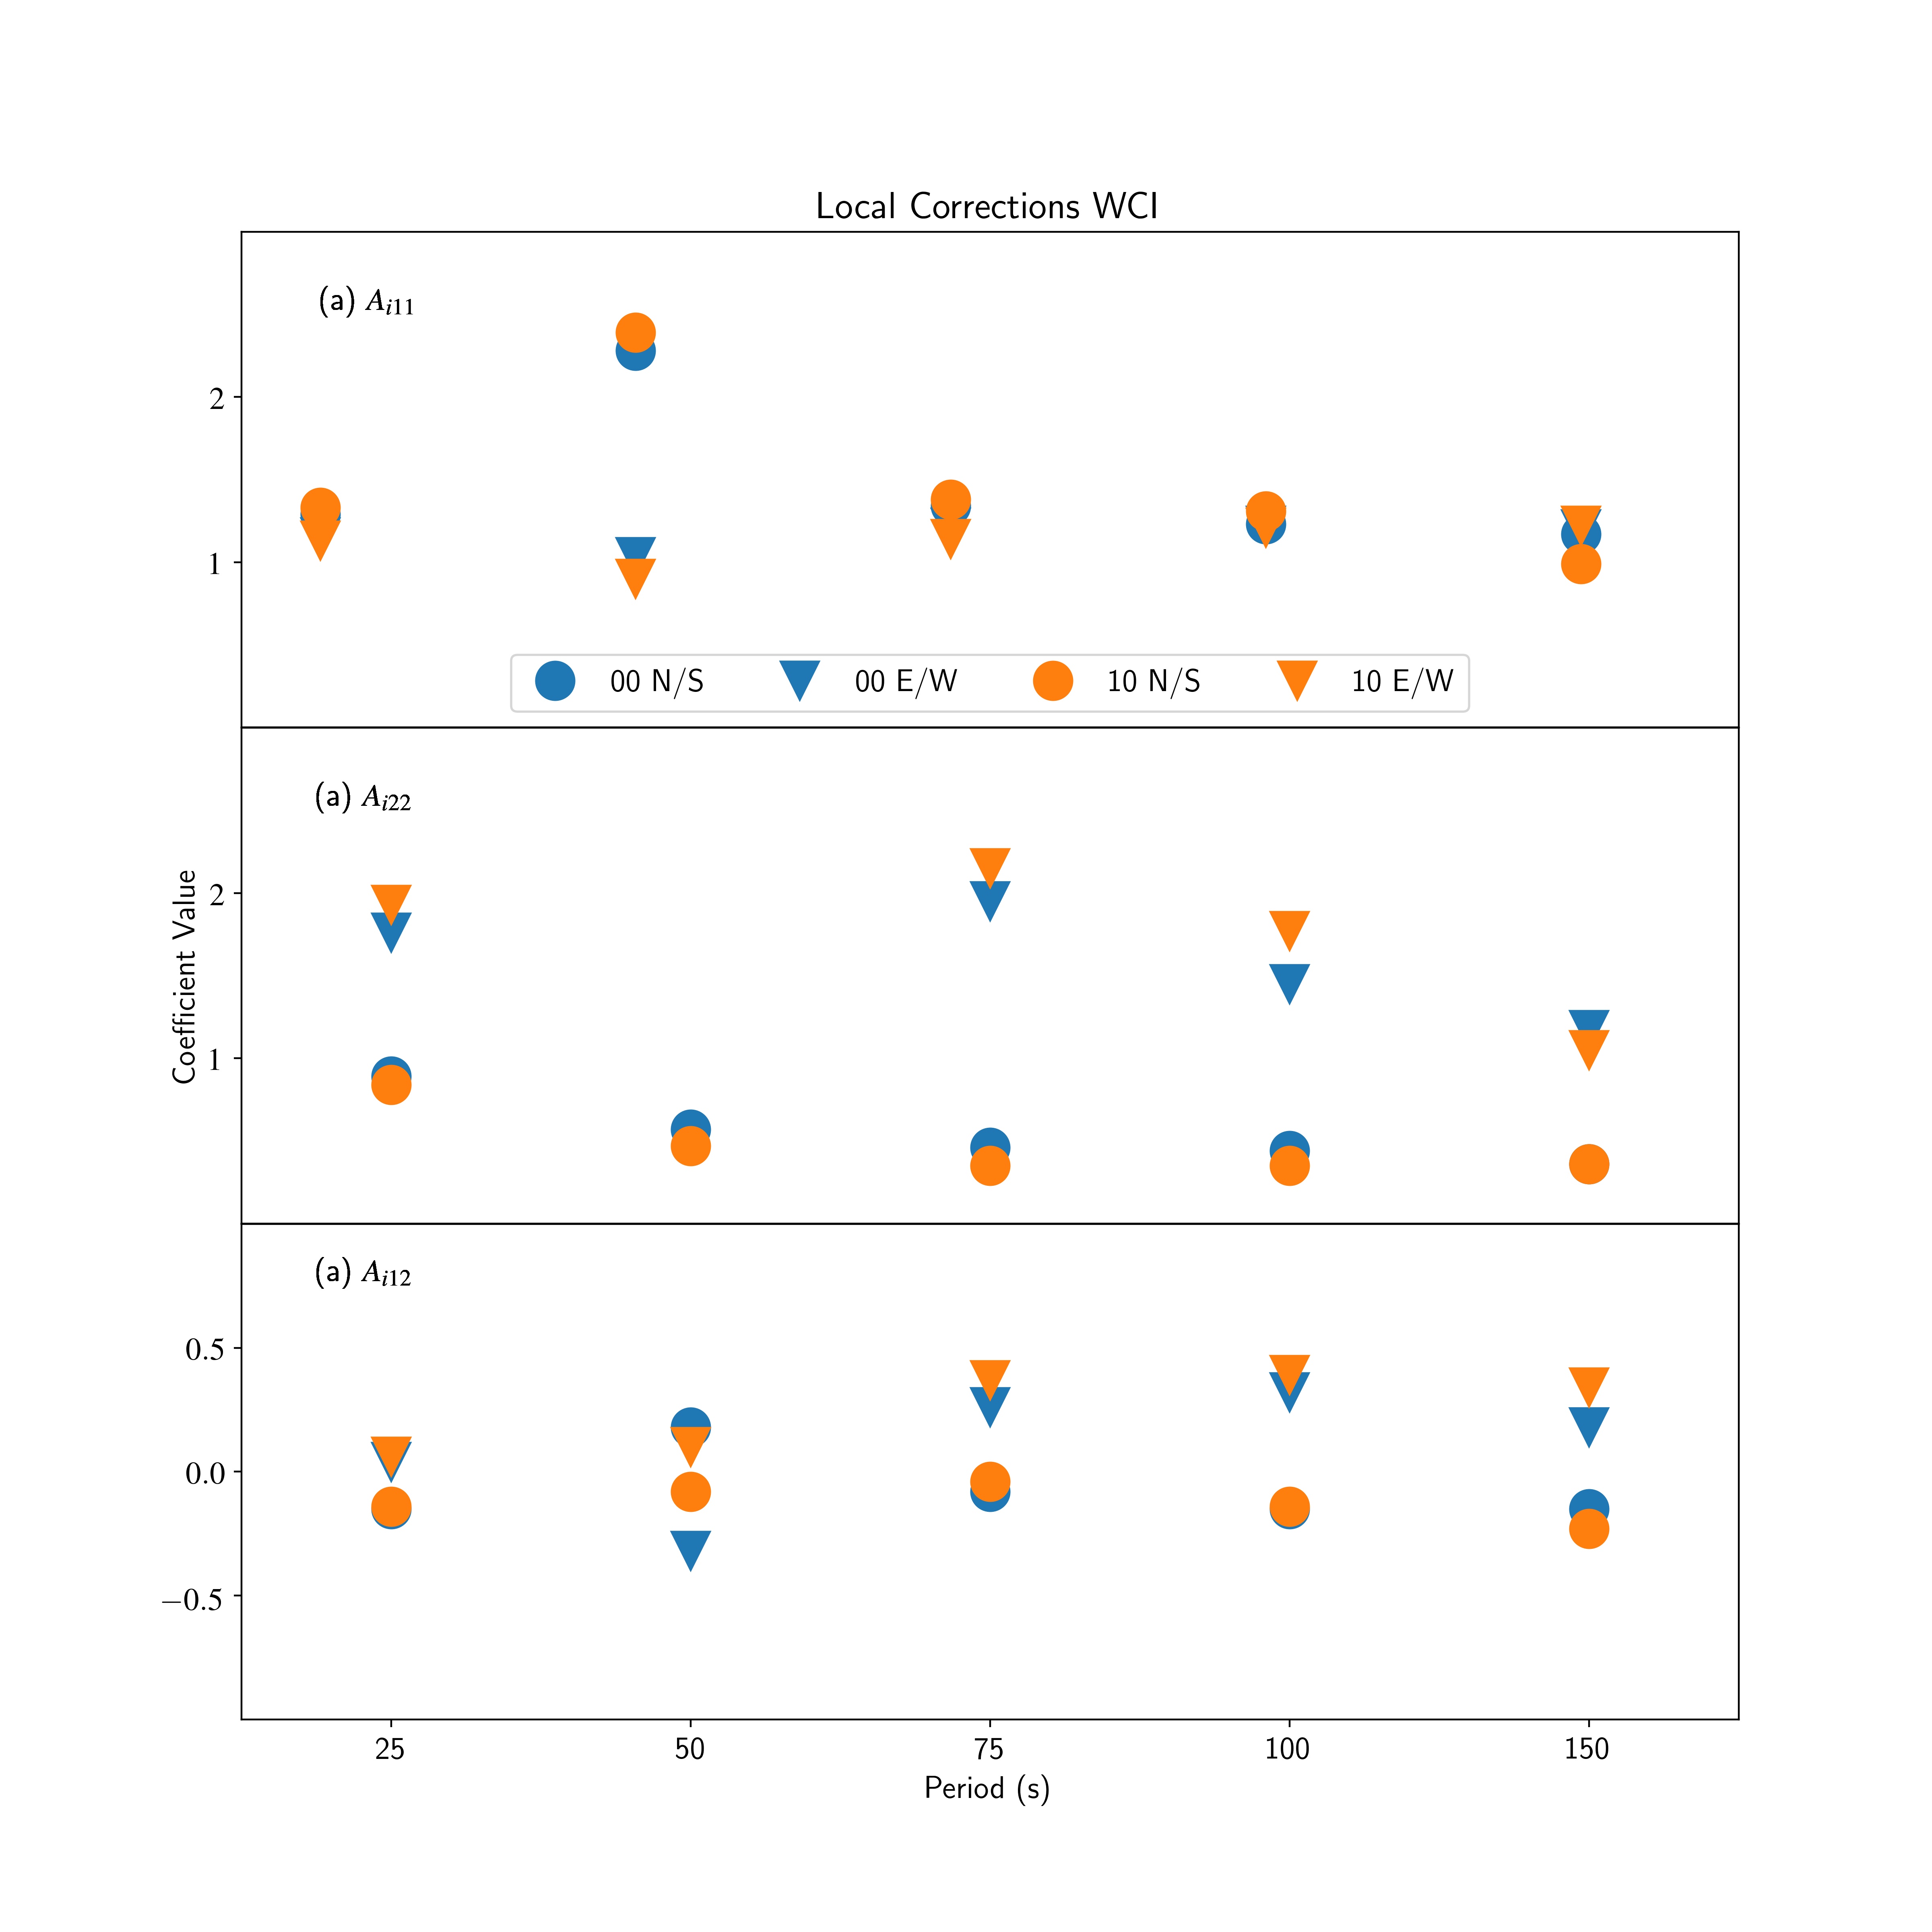 Local Corrections WCI
(a) A_{i11}
2
1
00 N/S 00 E/W 10 N/S 10 E/W
(a) A_{i22}
2
1
Coefficient Value
(a) A_{i12}
0.5
0.0
−0.5
25 50 75 100 150
Period (s)